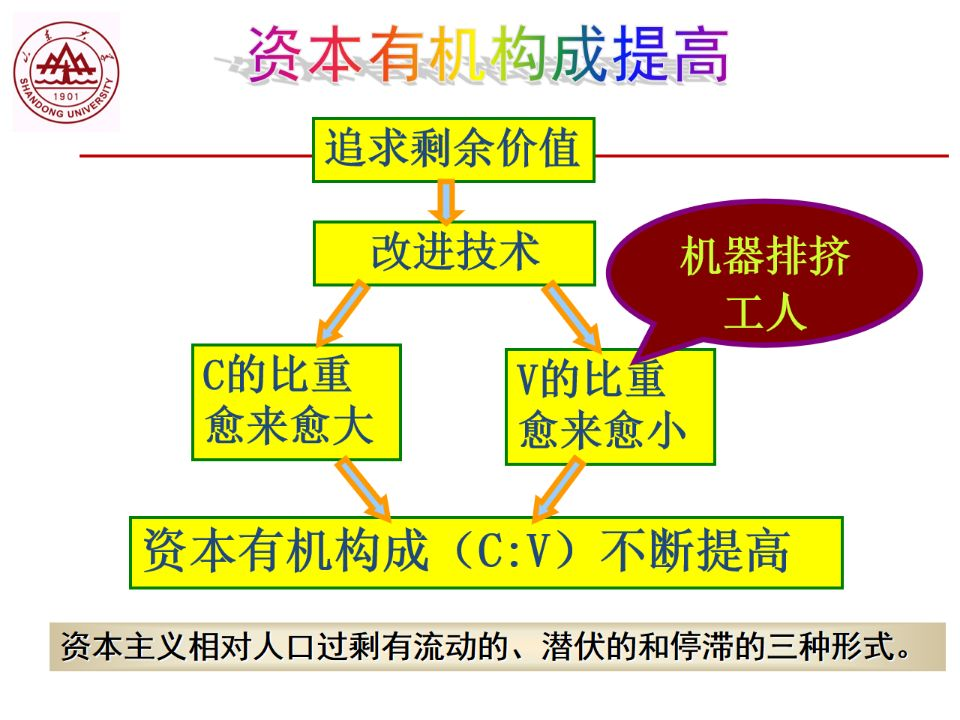 资本有机构成提高
山东大学
SHANDONG UNIVERSITY
1901
追求剩余价值
改进技术
机器排挤
工人
C的比重
愈来愈大
V的比重
愈来愈小
资本有机构成（C:V）不断提高
资本主义相对人口过剩有流动的、潜伏的和停滞的三种形式。